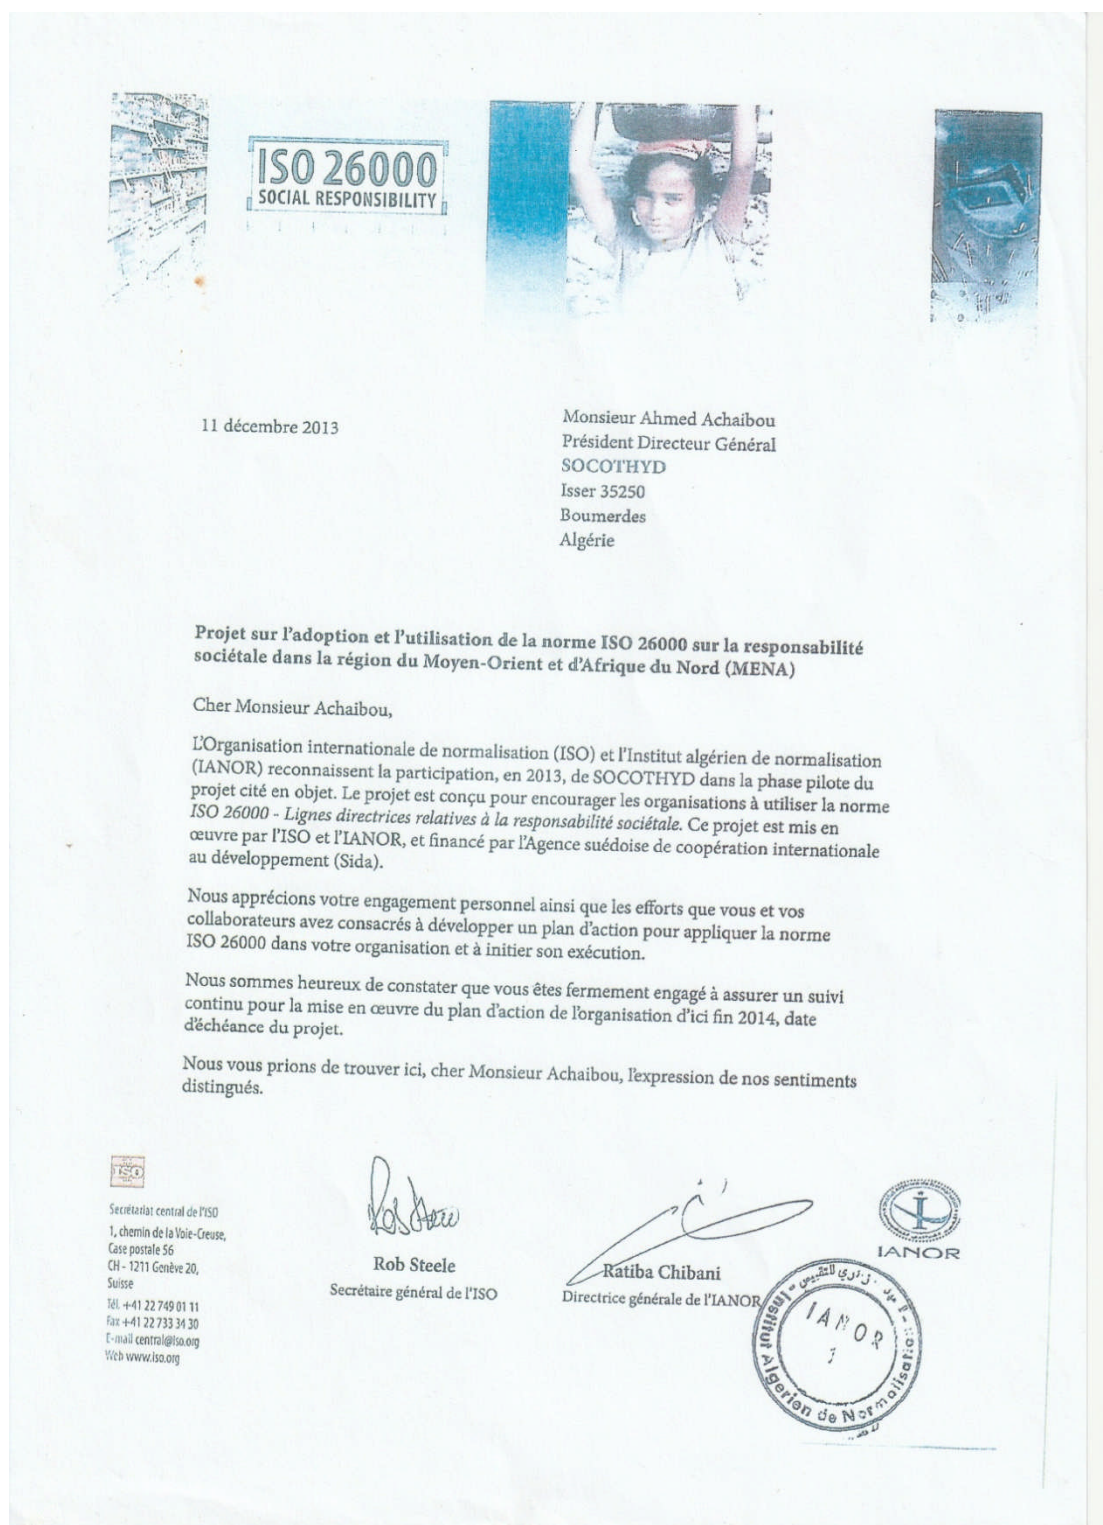 ISO 26000
SOCIAL RESPONSIBILITY
11 décembre 2013
Monsieur Ahmed Achaibou
Président Directeur Général
SOCOTHYD
Isser 35250
Boumerdes
Algérie
Projet sur l'adoption et l'utilisation de la norme ISO 26000 sur la responsabilité
sociétale dans la région du Moyen-Orient et d'Afrique du Nord (MENA)
Cher Monsieur Achaibou,
L'Organisation internationale de normalisation (ISO) et l'Institut algérien de normalisation
(IANOR) reconnaissent la participation, en 2013, de SOCOTHYD dans la phase pilote du
projet cité en objet. Le projet est conçu pour encourager les organisations à utiliser la norme
ISO 26000 - Lignes directrices relatives à la responsabilité sociétale. Ce projet est mis en
œuvre par l'ISO et l'IANOR, et financé par l'Agence suédoise de coopération internationale
au développement (Sida).
Nous apprécions votre engagement personnel ainsi que les efforts que vous et vos
collaborateurs avez consacrés à développer un plan d'action pour appliquer la norme
ISO 26000 dans votre organisation et à initier son exécution.
Nous sommes heureux de constater que vous êtes fermement engagé à assurer un suivi
continu pour la mise en œuvre du plan d'action de l'organisation d'ici fin 2014, date
d'échéance du projet.
Nous vous prions de trouver ici, cher Monsieur Achaibou, l'expression de nos sentiments
distingués.
ISO
Secrétariat central de l'ISO
1, chemin de la Voie-Creuse,
Case postale 56
CH - 1211 Genève 20,
Suisse
Tél. +41 22 749 01 11
Fax +41 22 733 34 30
E-mail central@iso.org
Web www.iso.org
Rob Steele
Rob Steele
Secrétaire général de l'ISO
Ratiba Chibani
Directrice générale de l'IANOR
IANOR
Institut Algerien de Normalisation
IANOR
1